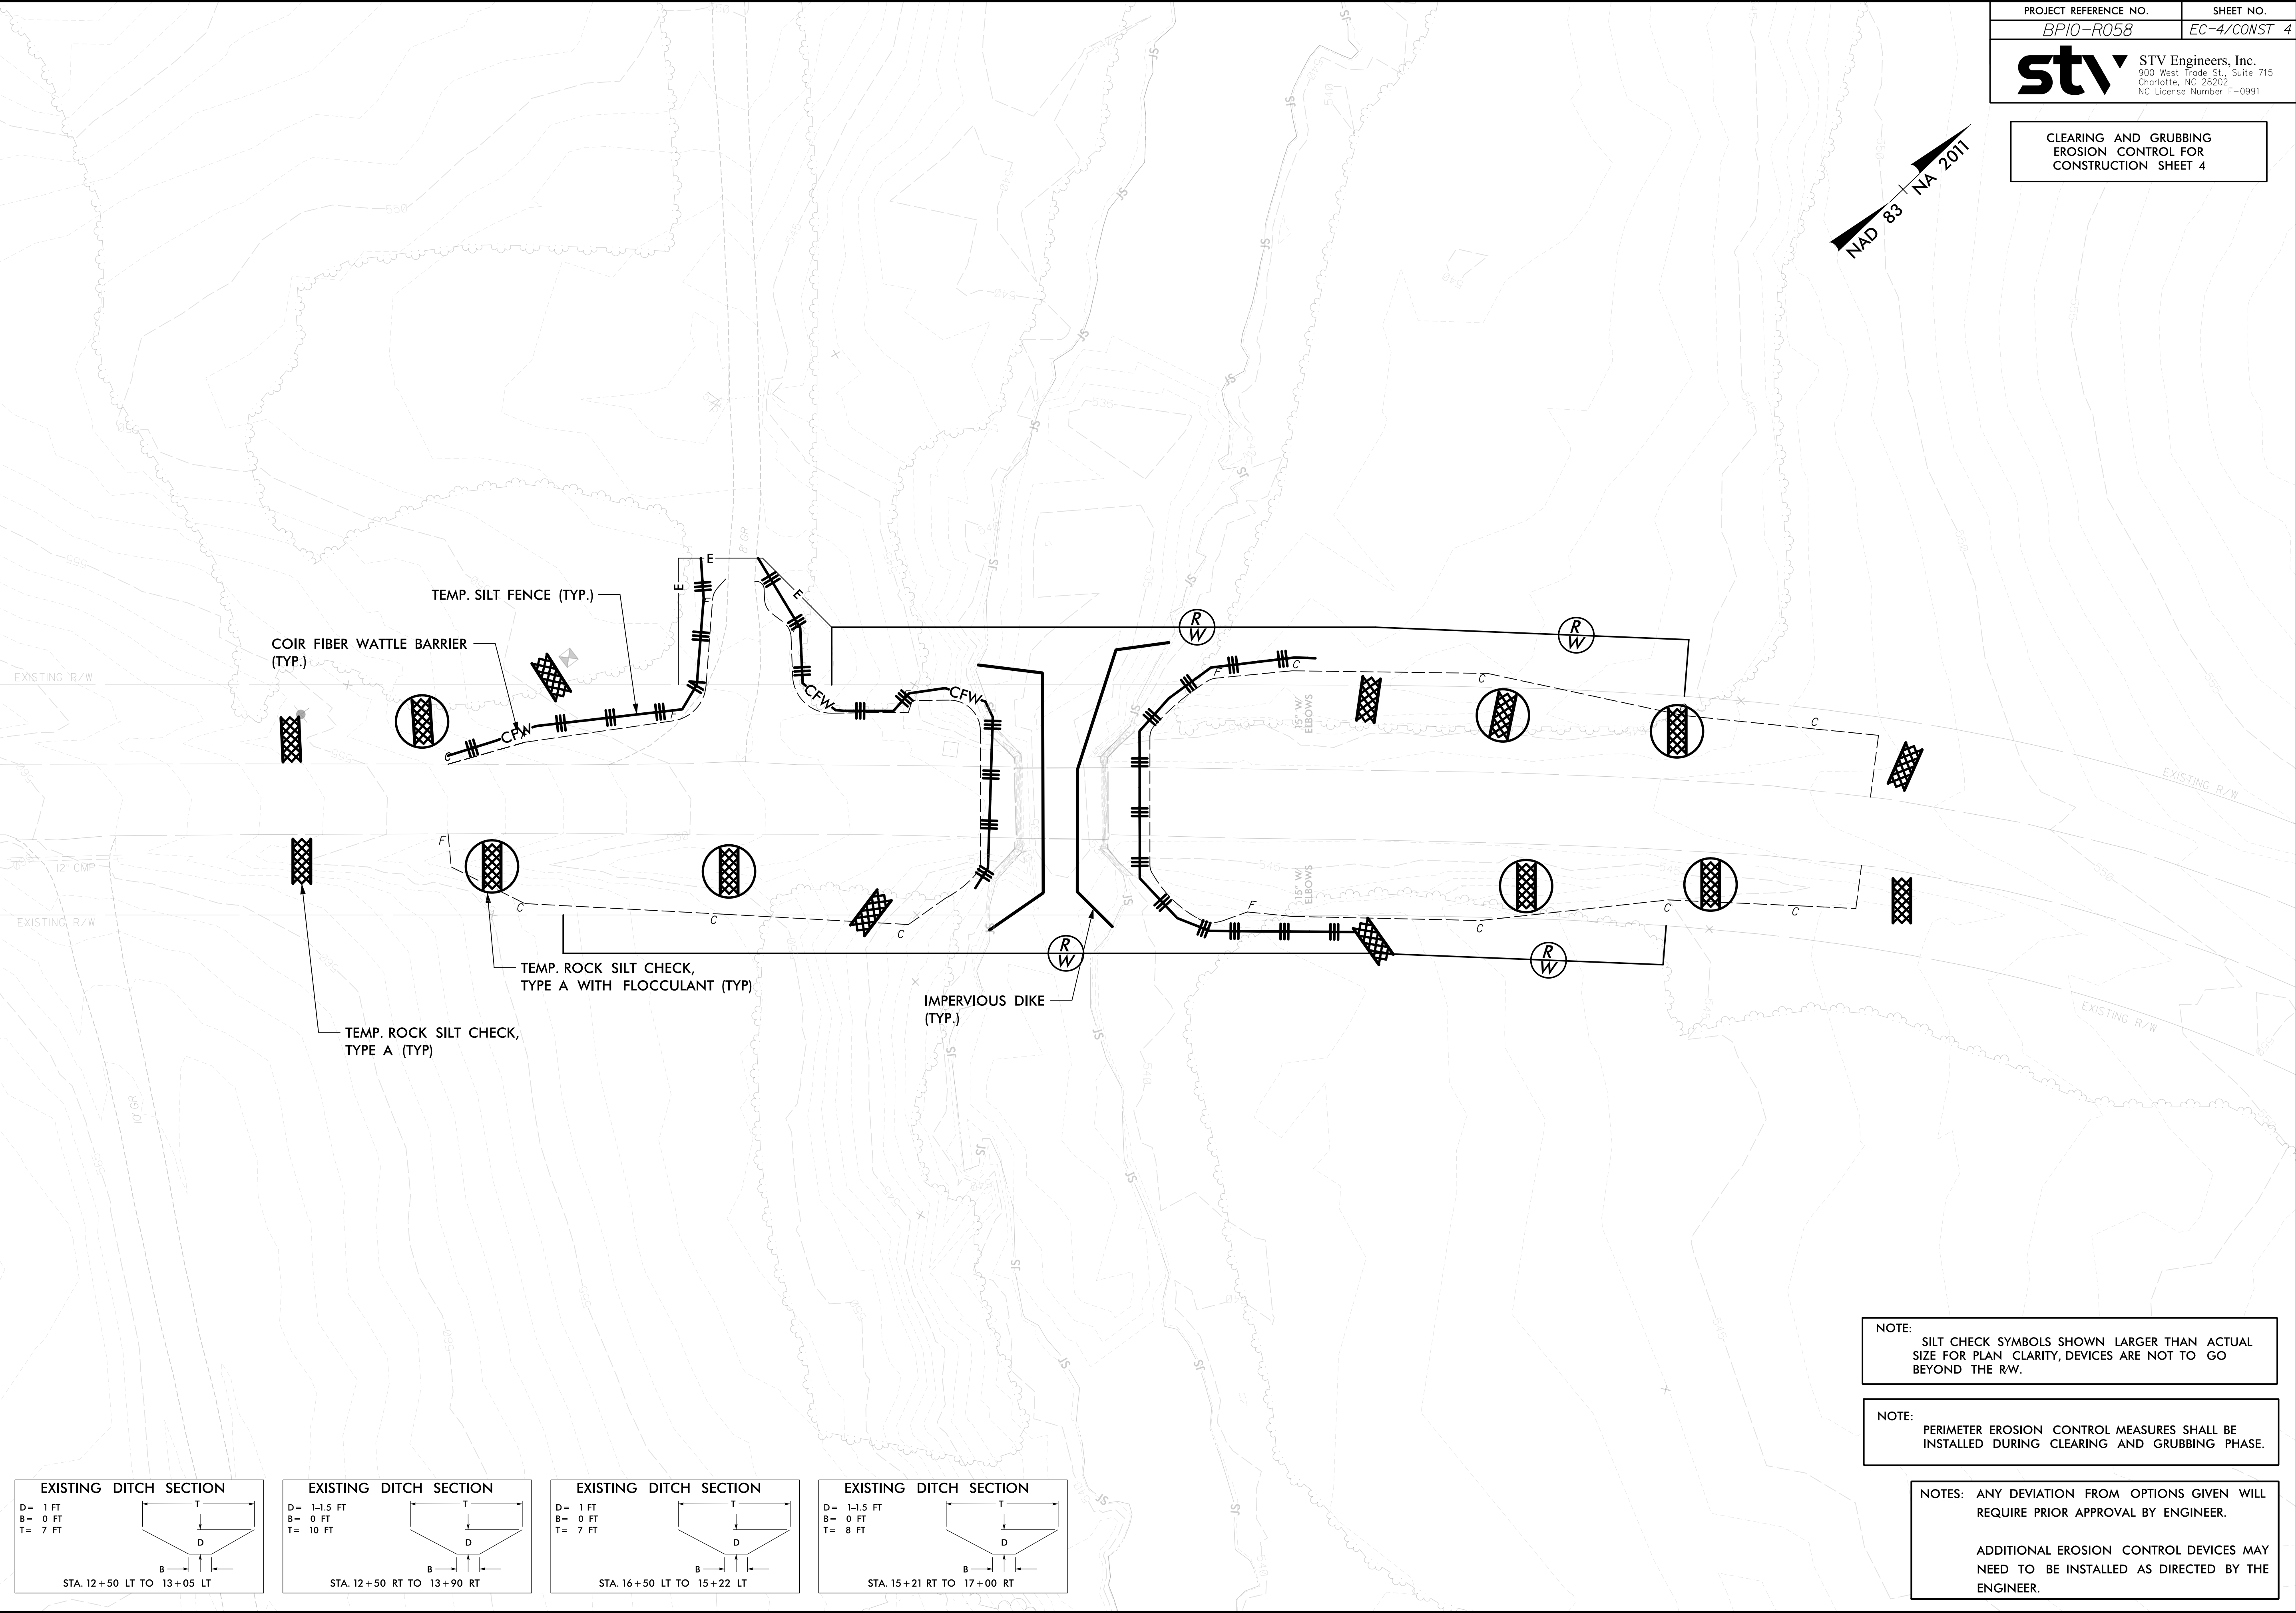 PROJECT REFERENCE NO.
SHEET NO.
BP10-R058
EC-4/CONST 4
stv
STV Engineers, Inc.
900 West Trade St., Suite 715
Charlotte, NC 28202
NC License Number F-0991
CLEARING AND GRUBBING
EROSION CONTROL FOR
CONSTRUCTION SHEET 4
NAD 83 NA 2011
TEMP. SILT FENCE (TYP.)
COIR FIBER WATTLE BARRIER
(TYP.)
EXISTING R/W
EXISTING R/W
EXISTING R/W
EXISTING R/W
12" CMP
10' GR
8' GR
15" W/
ELBOWS
15" W/
ELBOWS
E
E
E
CFW
CFW
CFW
R/W
R/W
R/W
R/W
TEMP. ROCK SILT CHECK,
TYPE A WITH FLOCCULANT (TYP)
TEMP. ROCK SILT CHECK,
TYPE A (TYP)
IMPERVIOUS DIKE
(TYP.)
NOTE:
SILT CHECK SYMBOLS SHOWN LARGER THAN ACTUAL
SIZE FOR PLAN CLARITY, DEVICES ARE NOT TO GO
BEYOND THE R/W.
NOTE:
PERIMETER EROSION CONTROL MEASURES SHALL BE
INSTALLED DURING CLEARING AND GRUBBING PHASE.
NOTES: ANY DEVIATION FROM OPTIONS GIVEN WILL
REQUIRE PRIOR APPROVAL BY ENGINEER.
ADDITIONAL EROSION CONTROL DEVICES MAY
NEED TO BE INSTALLED AS DIRECTED BY THE
ENGINEER.
EXISTING DITCH SECTION
D= 1 FT
B= 0 FT
T= 7 FT
T
D
B
STA. 12+50 LT TO 13+05 LT
EXISTING DITCH SECTION
D= 1-1.5 FT
B= 0 FT
T= 10 FT
T
D
B
STA. 12+50 RT TO 13+90 RT
EXISTING DITCH SECTION
D= 1 FT
B= 0 FT
T= 7 FT
T
D
B
STA. 16+50 LT TO 15+22 LT
EXISTING DITCH SECTION
D= 1-1.5 FT
B= 0 FT
T= 8 FT
T
D
B
STA. 15+21 RT TO 17+00 RT